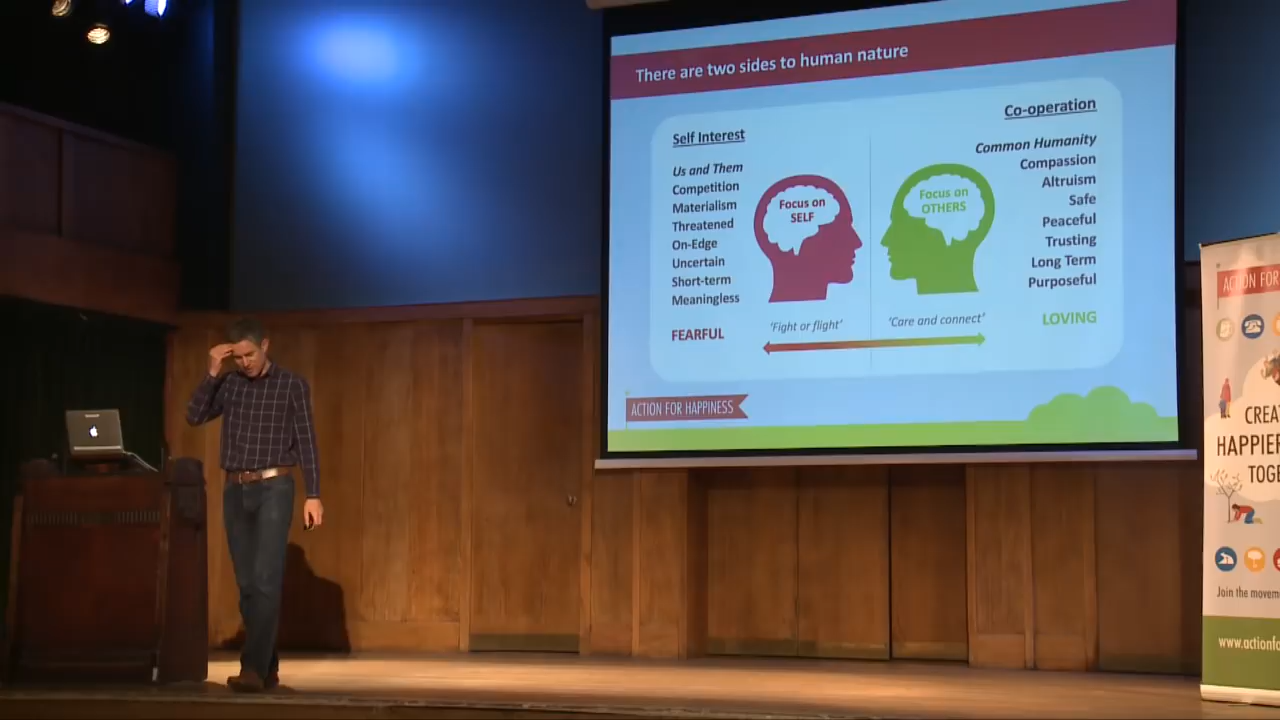 There are two sides to human nature
Self Interest
Us and Them
Competition
Materialism
Threatened
On-Edge
Uncertain
Short-term
Meaningless
FEARFUL
Focus on
SELF
'Fight or flight'
Focus on
OTHERS
'Care and connect'
Co-operation
Common Humanity
Compassion
Altruism
Safe
Peaceful
Trusting
Long Term
Purposeful
LOVING
ACTION FOR HAPPINESS
ACTION FOR
CREA
HAPPIE
TOGE
Join the movem
www.actionfo